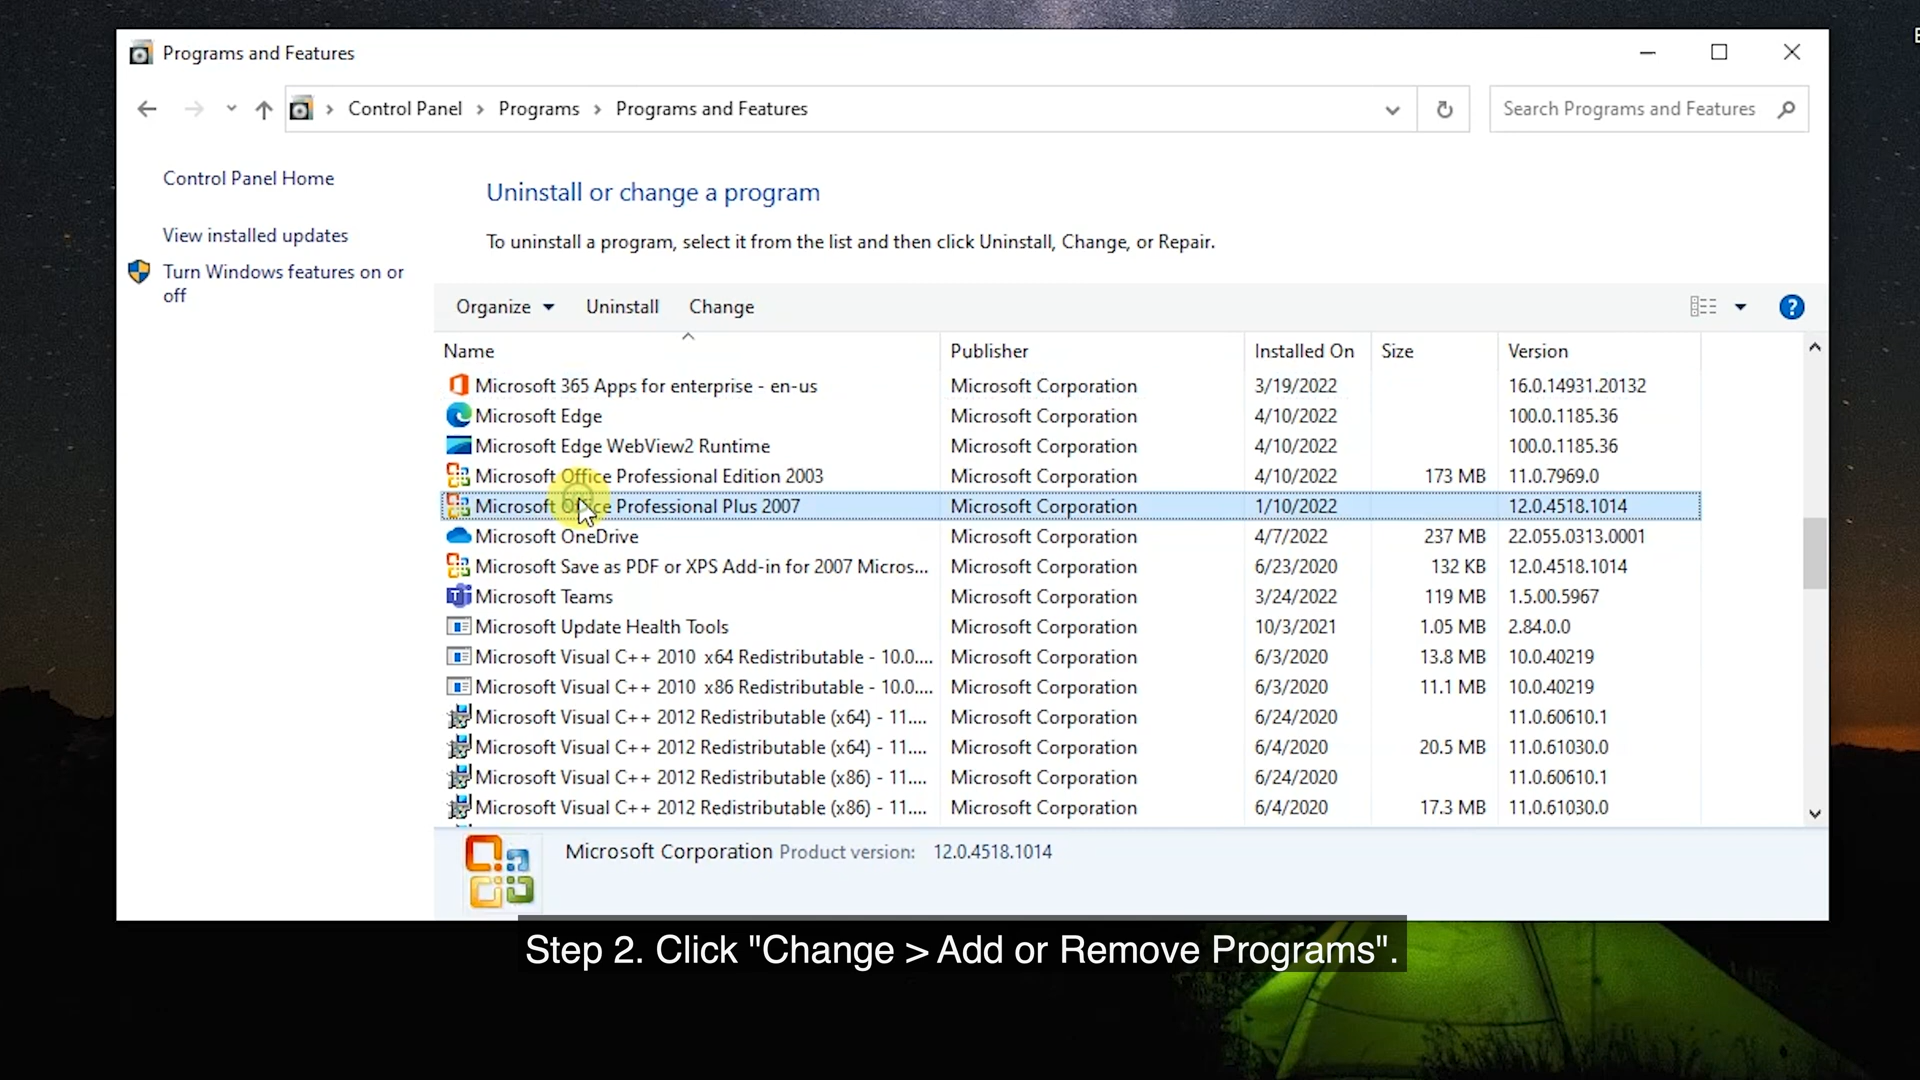 Programs and Features
Control Panel > Programs > Programs and Features
Search Programs and Features
Control Panel Home
View installed updates
Turn Windows features on or
off
Uninstall or change a program
To uninstall a program, select it from the list and then click Uninstall, Change, or Repair.
Organize Uninstall Change
Name Publisher Installed On Size Version
Microsoft 365 Apps for enterprise - en-us Microsoft Corporation 3/19/2022 16.0.14931.20132
Microsoft Edge Microsoft Corporation 4/10/2022 100.0.1185.36
Microsoft Edge WebView2 Runtime Microsoft Corporation 4/10/2022 100.0.1185.36
Microsoft Office Professional Edition 2003 Microsoft Corporation 4/10/2022 173 MB 11.0.7969.0
Microsoft Office Professional Plus 2007 Microsoft Corporation 1/10/2022 12.0.4518.1014
Microsoft OneDrive Microsoft Corporation 4/7/2022 237 MB 22.055.0313.0001
Microsoft Save as PDF or XPS Add-in for 2007 Micros... Microsoft Corporation 6/23/2020 132 KB 12.0.4518.1014
Microsoft Teams Microsoft Corporation 3/24/2022 119 MB 1.5.00.5967
Microsoft Update Health Tools Microsoft Corporation 10/3/2021 1.05 MB 2.84.0.0
Microsoft Visual C++ 2010 x64 Redistributable - 10.0.... Microsoft Corporation 6/3/2020 13.8 MB 10.0.40219
Microsoft Visual C++ 2010 x86 Redistributable - 10.0.... Microsoft Corporation 6/3/2020 11.1 MB 10.0.40219
Microsoft Visual C++ 2012 Redistributable (x64) - 11.... Microsoft Corporation 6/24/2020 11.0.60610.1
Microsoft Visual C++ 2012 Redistributable (x64) - 11.... Microsoft Corporation 6/4/2020 20.5 MB 11.0.61030.0
Microsoft Visual C++ 2012 Redistributable (x86) - 11.... Microsoft Corporation 6/24/2020 11.0.60610.1
Microsoft Visual C++ 2012 Redistributable (x86) - 11.... Microsoft Corporation 6/4/2020 17.3 MB 11.0.61030.0
Microsoft Corporation Product version: 12.0.4518.1014
Step 2. Click "Change > Add or Remove Programs".